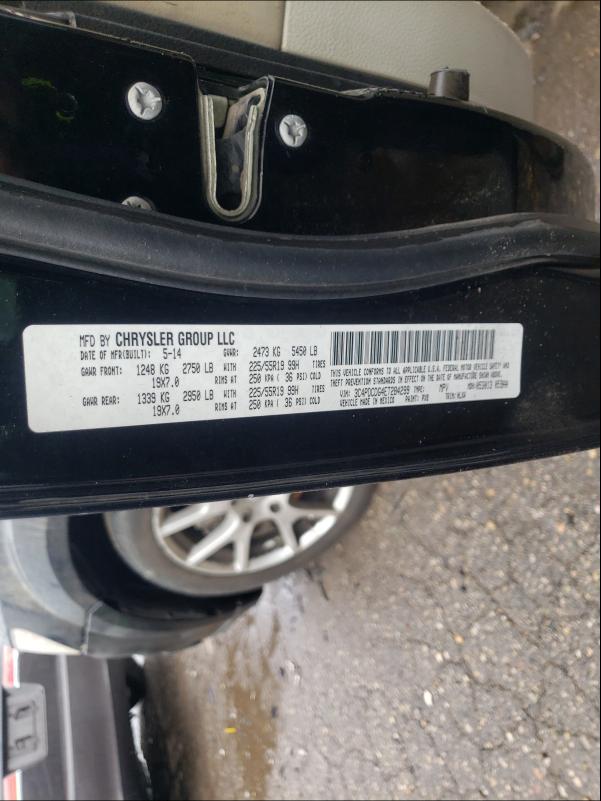 MFD BY CHRYSLER GROUP LLC
DATE OF MFR(BUILT): 5-14 GVWR: 2473 KG 5450 LB
GAWR FRONT: 1248 KG 2750 LB WITH 225/55R19 99H TIRES
19X7.0 RIMS AT 250 KPA ( 36 PSI) COLD
GAWR REAR: 1339 KG 2950 LB WITH 225/55R19 99H TIRES
19X7.0 RIMS AT 250 KPA ( 36 PSI) COLD
THIS VEHICLE CONFORMS TO ALL APPLICABLE U.S.A. FEDERAL MOTOR VEHICLE SAFETY AND
THEFT PREVENTION STANDARDS IN EFFECT ON THE DATE OF MANUFACTURE SHOWN ABOVE.
VIN: TYPE: MPV MDH: 053013
PAINT: PX8 TRIM: